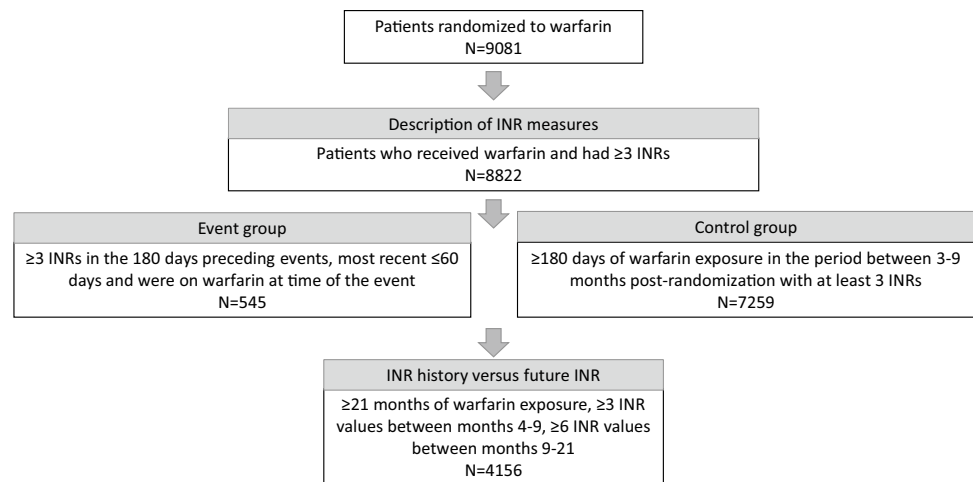 Patients randomized to warfarin
N=9081
Description of INR measures
Patients who received warfarin and had ≥3 INRs
N=8822
Event group
≥3 INRs in the 180 days preceding events, most recent ≤60
days and were on warfarin at time of the event
N=545
Control group
≥180 days of warfarin exposure in the period between 3-9
months post-randomization with at least 3 INRs
N=7259
INR history versus future INR
≥21 months of warfarin exposure, ≥3 INR
values between months 4-9, ≥6 INR values
between months 9-21
N=4156